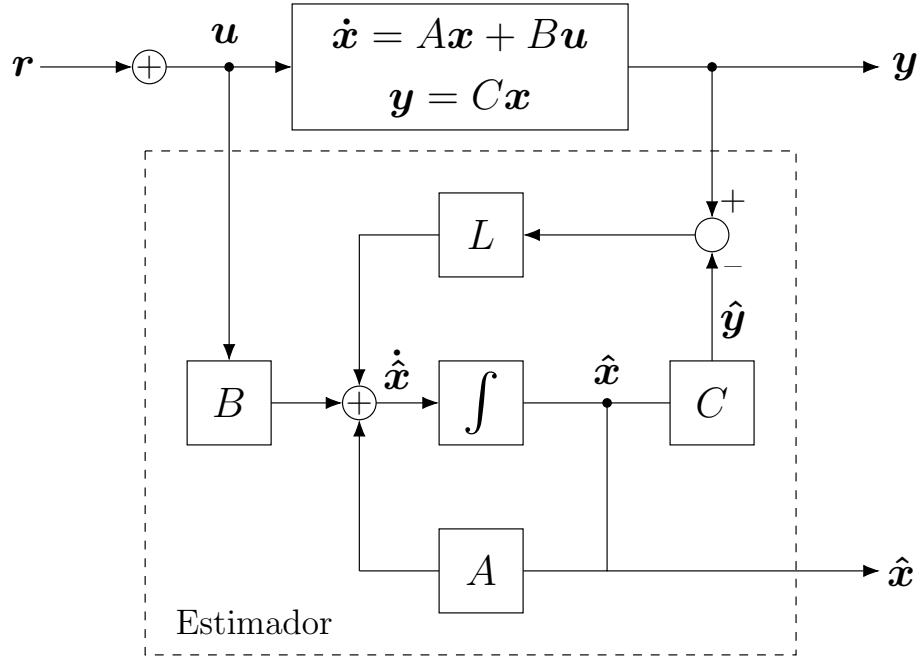 r
+
u
ẋ = Ax + Bu
y = Cx
y
+
L
−
ŷ
B
+
x̂̇
∫
x̂
C
A
x̂
Estimador